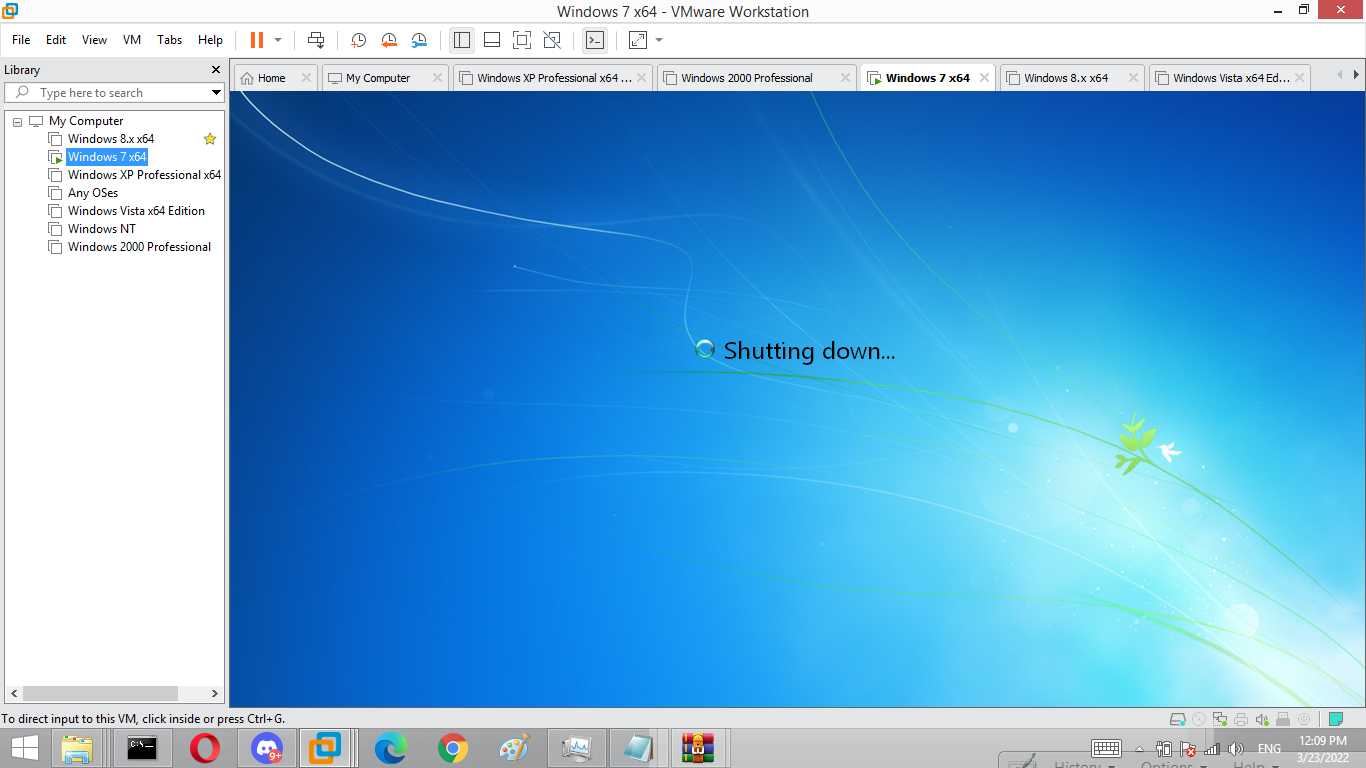 Windows 7 x64 - VMware Workstation
File Edit View VM Tabs Help
Library
Type here to search
My Computer
Windows 8.x x64
Windows 7 x64
Windows XP Professional x64
Any OSes
Windows Vista x64 Edition
Windows NT
Windows 2000 Professional
Home
My Computer
Windows XP Professional x64 ...
Windows 2000 Professional
Windows 7 x64
Windows 8.x x64
Windows Vista x64 Ed...
Shutting down...
To direct input to this VM, click inside or press Ctrl+G.
C:\_
9+
ENG
12:09 PM
3/23/2022
History Options Help